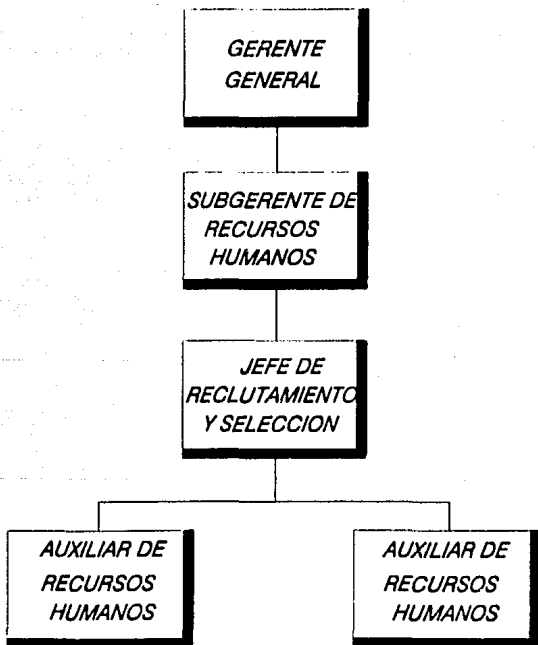 GERENTE
GENERAL
SUBGERENTE DE
RECURSOS
HUMANOS
JEFE DE
RECLUTAMIENTO
Y SELECCION
AUXILIAR DE
RECURSOS
HUMANOS
AUXILIAR DE
RECURSOS
HUMANOS